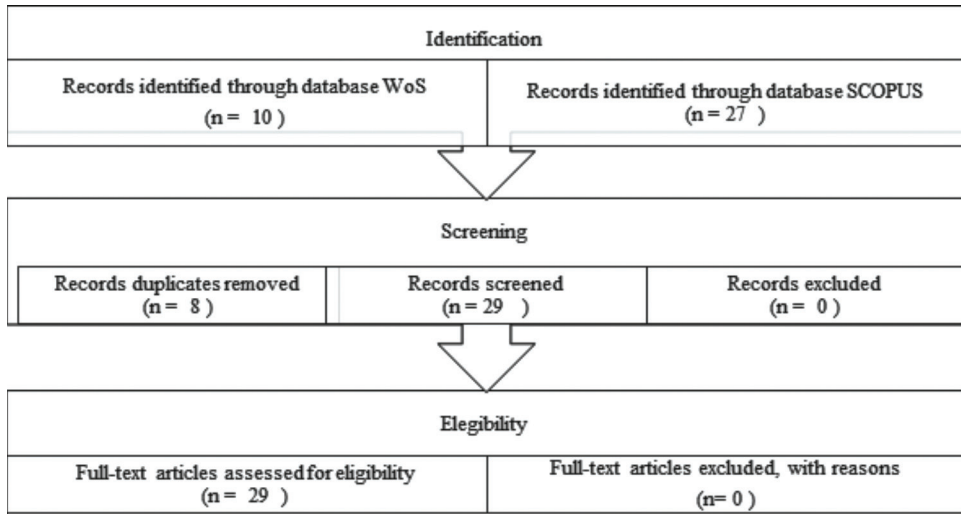 Identification
Records identified through database WoS
(n = 10 )
Records identified through database SCOPUS
(n = 27 )
Screening
Records duplicates removed
(n = 8 )
Records screened
(n = 29 )
Records excluded
(n = 0 )
Elegibility
Full-text articles assessed for eligibility
(n = 29 )
Full-text articles excluded, with reasons
(n= 0 )